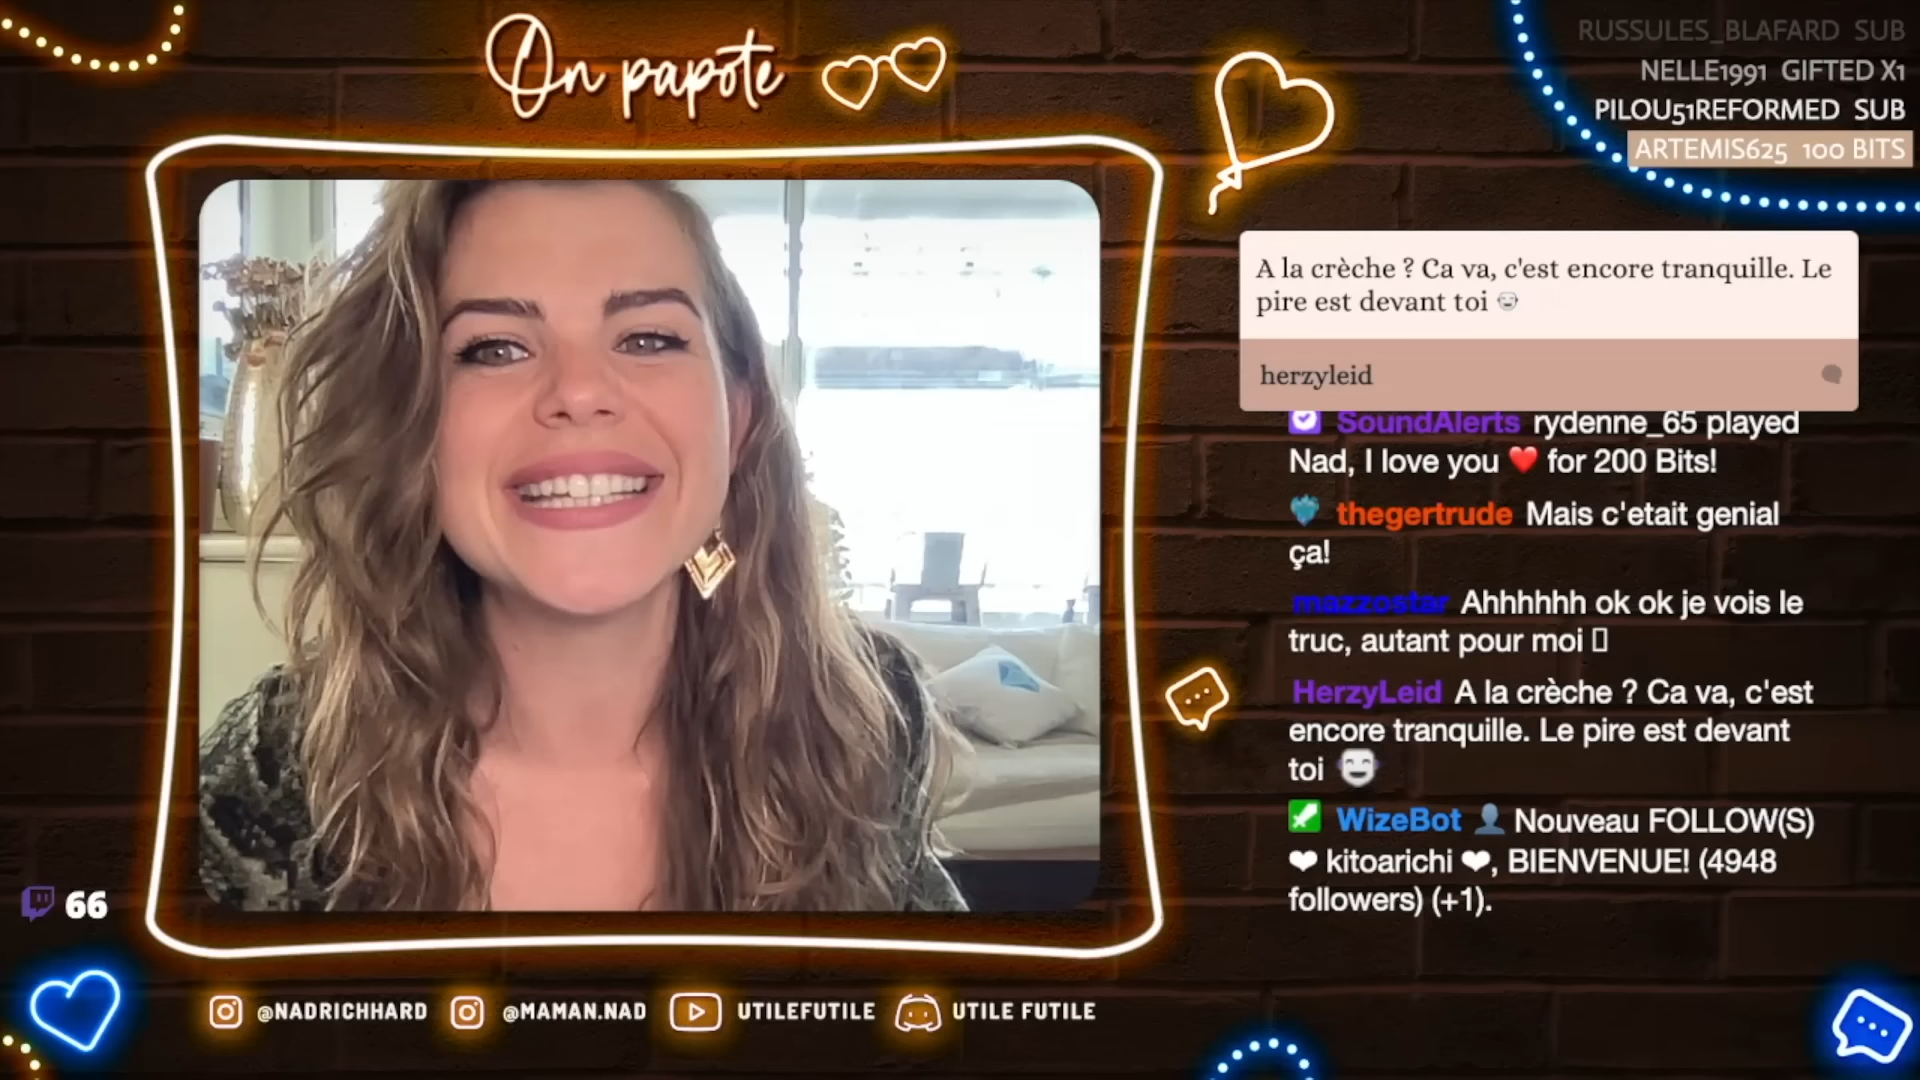 On papote
RUSSULES_BLAFARD SUB
NELLE1991 GIFTED X1
PILOU51REFORMED SUB
ARTEMIS625 100 BITS
A la crèche ? Ca va, c'est encore tranquille. Le
pire est devant toi
herzyleid
SoundAlerts rydenne_65 played
Nad, I love you ❤ for 200 Bits!
thegertrude Mais c'etait genial
ça!
mazzostar Ahhhhhh ok ok je vois le
truc, autant pour moi
HerzyLeid A la crèche ? Ca va, c'est
encore tranquille. Le pire est devant
toi
WizeBot 👤 Nouveau FOLLOW(S)
❤ kitoarichi ❤, BIENVENUE! (4948
followers) (+1).
66
@NADRICHHARD @MAMAN.NAD UTILEFUTILE UTILE FUTILE